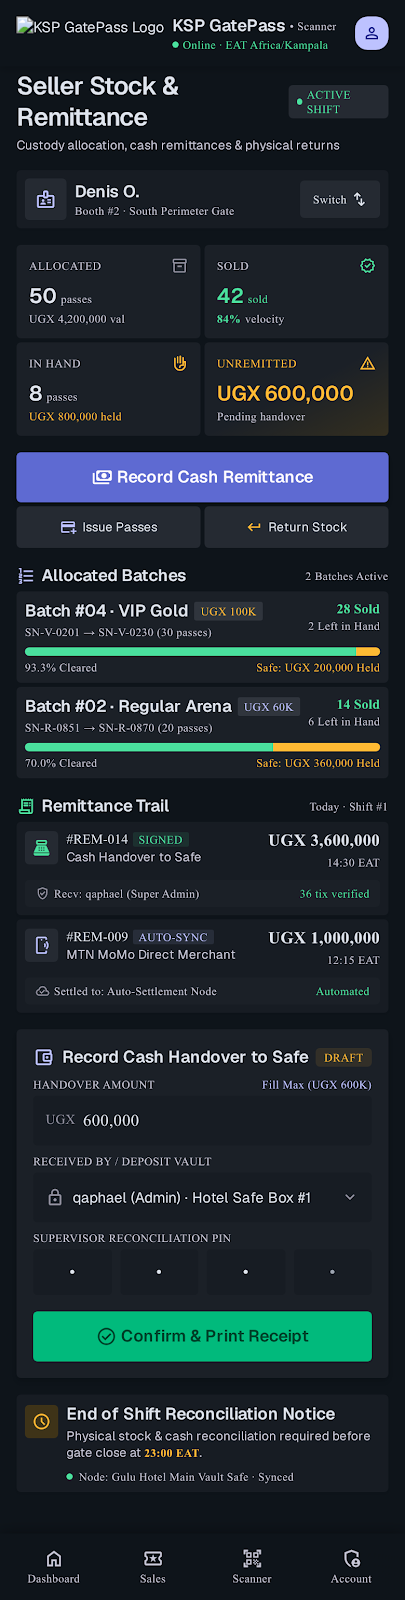 KSP GatePass Logo KSP GatePass • Scanner
Online · EAT Africa/Kampala
Seller Stock &
Remittance
ACTIVE
SHIFT
Custody allocation, cash remittances & physical returns
Denis O.
Booth #2 · South Perimeter Gate
Switch
ALLOCATED
50 passes
UGX 4,200,000 val
SOLD
42 sold
84% velocity
IN HAND
8 passes
UGX 800,000 held
UNREMITTED
UGX 600,000
Pending handover
Record Cash Remittance
Issue Passes
Return Stock
Allocated Batches
2 Batches Active
Batch #04 · VIP Gold UGX 100K
28 Sold
SN-V-0201 → SN-V-0230 (30 passes)
2 Left in Hand
93.3% Cleared
Safe: UGX 200,000 Held
Batch #02 · Regular Arena UGX 60K
14 Sold
SN-R-0851 → SN-R-0870 (20 passes)
6 Left in Hand
70.0% Cleared
Safe: UGX 360,000 Held
Remittance Trail
Today · Shift #1
#REM-014 SIGNED
UGX 3,600,000
Cash Handover to Safe
14:30 EAT
Recv: qaphael (Super Admin)
36 tix verified
#REM-009 AUTO-SYNC
UGX 1,000,000
MTN MoMo Direct Merchant
12:15 EAT
Settled to: Auto-Settlement Node
Automated
Record Cash Handover to Safe DRAFT
HANDOVER AMOUNT
Fill Max (UGX 600K)
UGX 600,000
RECEIVED BY / DEPOSIT VAULT
qaphael (Admin) · Hotel Safe Box #1
SUPERVISOR RECONCILIATION PIN
• • • •
Confirm & Print Receipt
End of Shift Reconciliation Notice
Physical stock & cash reconciliation required before
gate close at 23:00 EAT.
Node: Gulu Hotel Main Vault Safe · Synced
Dashboard
Sales
Scanner
Account